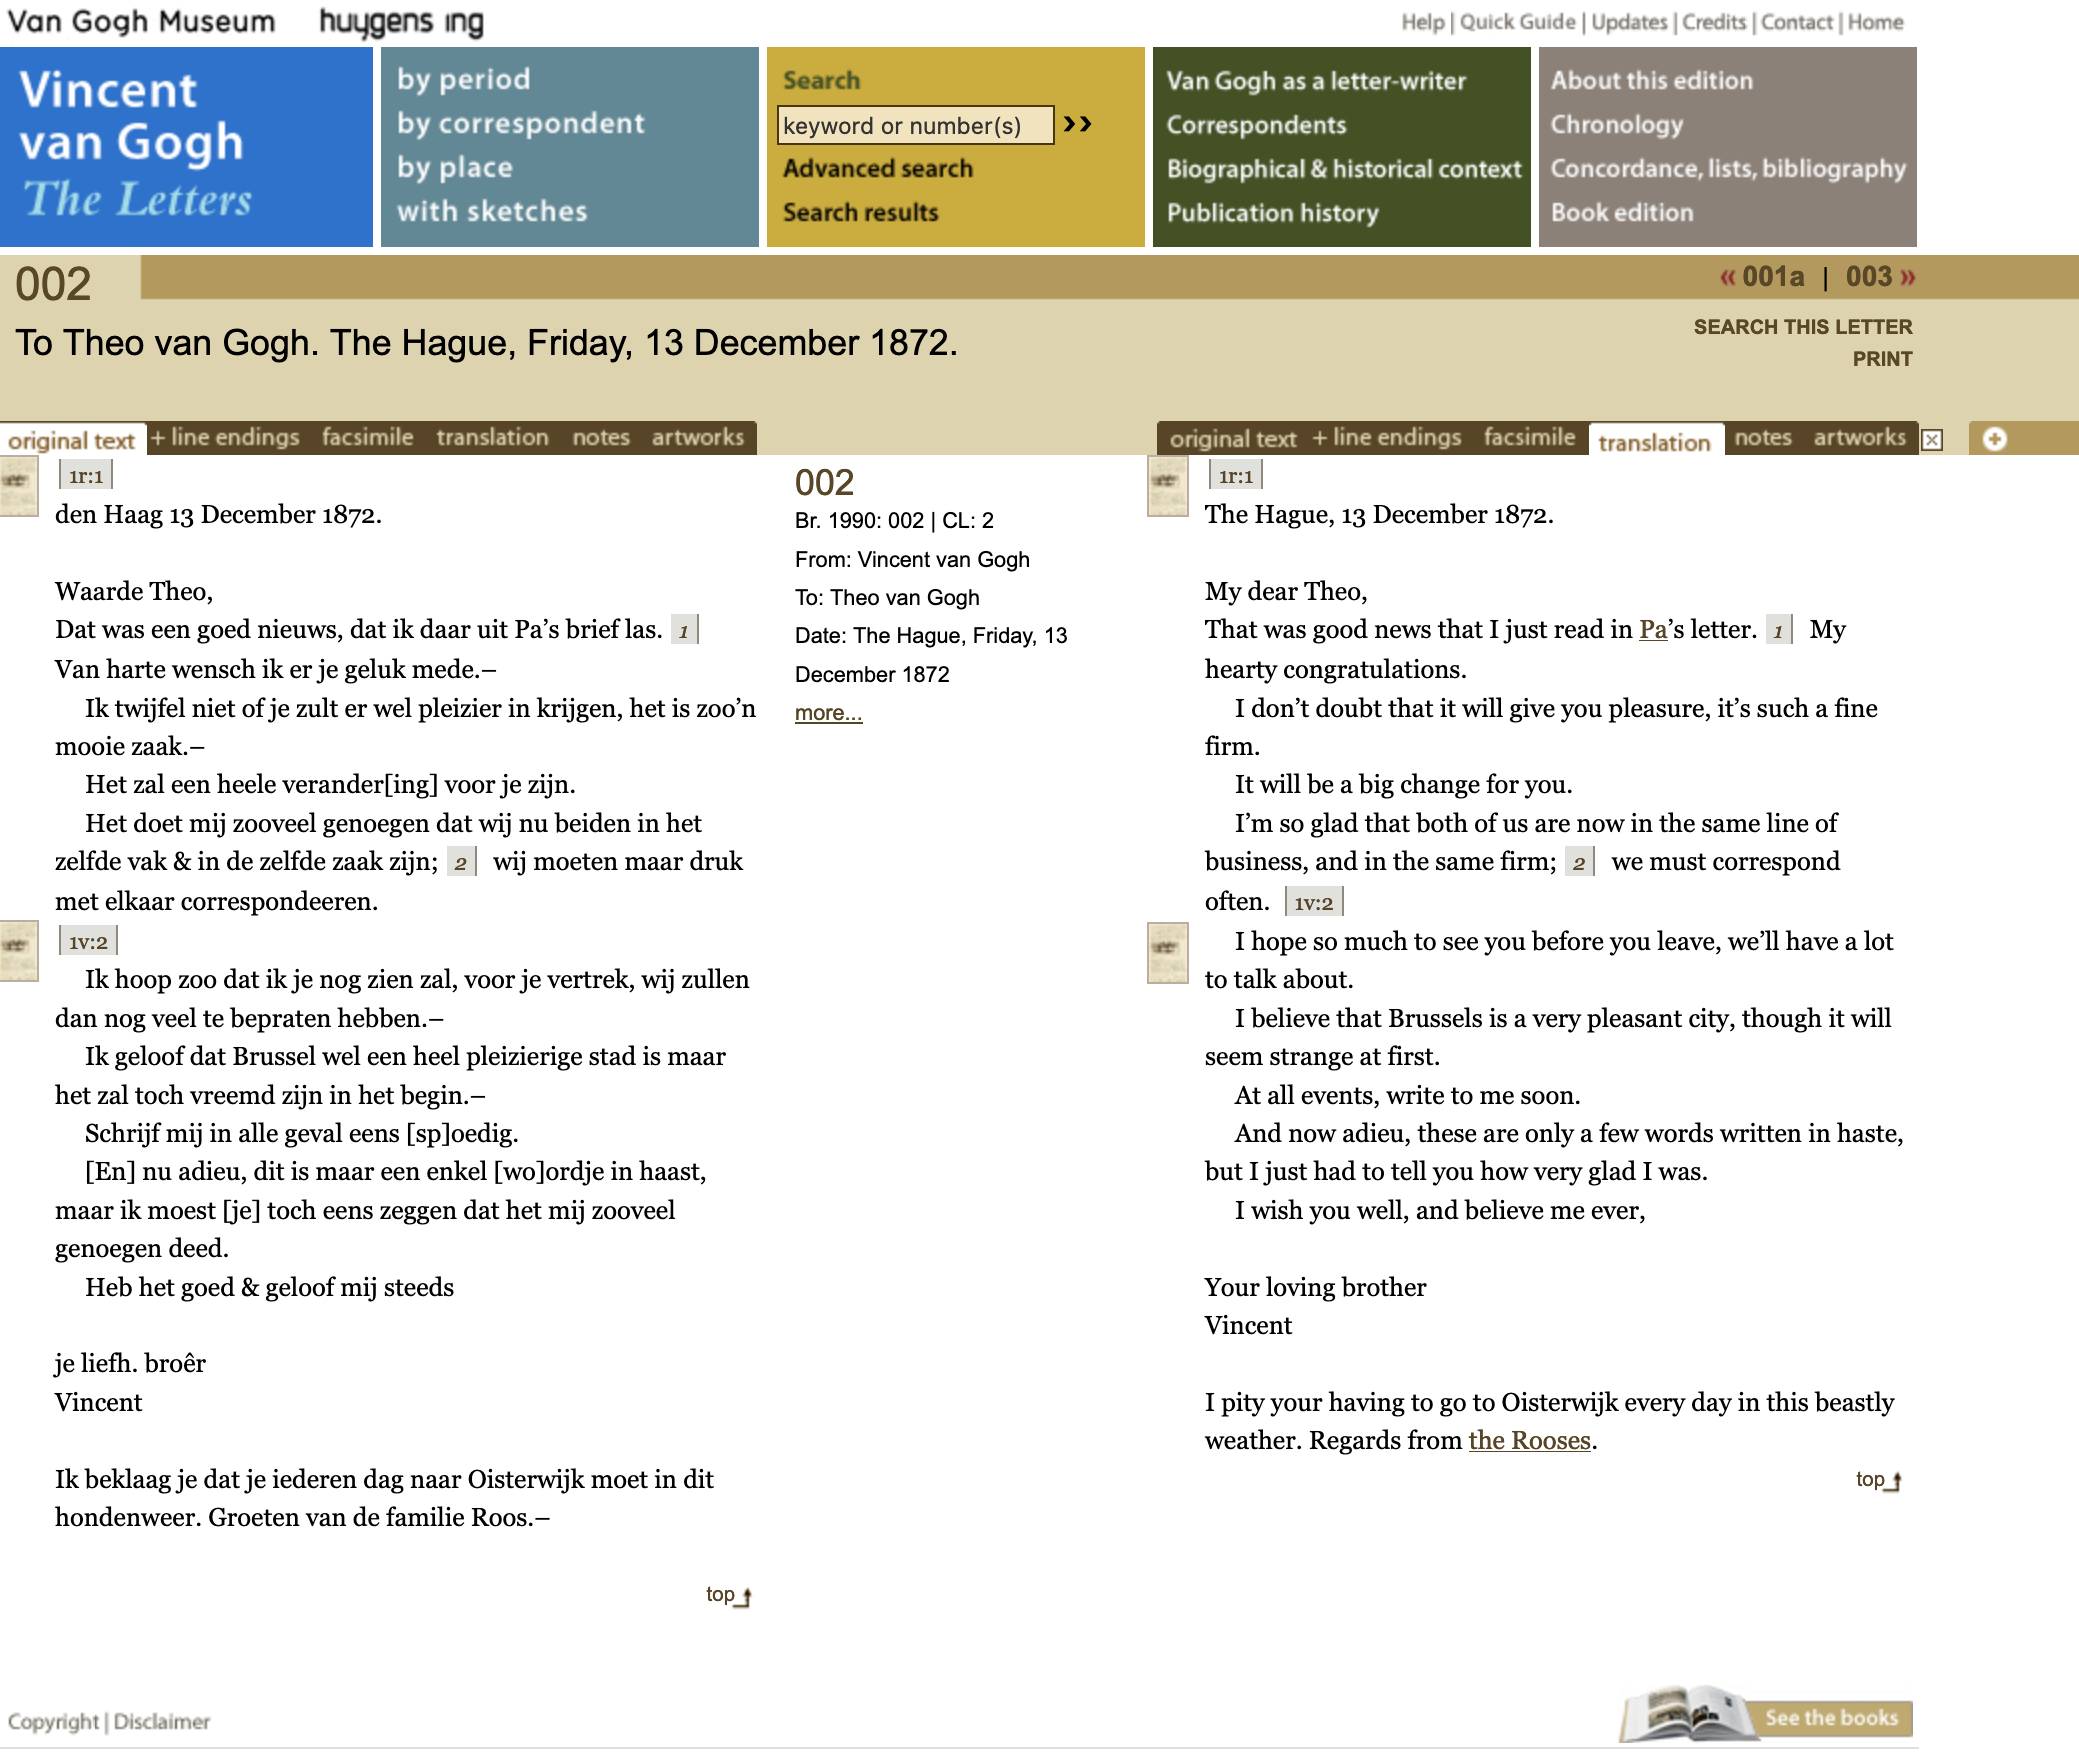 Van Gogh Museum huygens ing
Help | Quick Guide | Updates | Credits | Contact | Home
Vincent
van Gogh
The Letters
by period
by correspondent
by place
with sketches
Search
keyword or number(s) >>
Advanced search
Search results
Van Gogh as a letter-writer
Correspondents
Biographical & historical context
Publication history
About this edition
Chronology
Concordance, lists, bibliography
Book edition
002
« 001a | 003 »
To Theo van Gogh. The Hague, Friday, 13 December 1872.
SEARCH THIS LETTER
PRINT
original text + line endings facsimile translation notes artworks
1r:1
den Haag 13 December 1872.
Waarde Theo,
Dat was een goed nieuws, dat ik daar uit Pa’s brief las. 1
Van harte wensch ik er je geluk mede.–
Ik twijfel niet of je zult er wel pleizier in krijgen, het is zoo’n
mooie zaak.–
Het zal een heele verander[ing] voor je zijn.
Het doet mij zooveel genoegen dat wij nu beiden in het
zelfde vak & in de zelfde zaak zijn; 2 wij moeten maar druk
met elkaar correspondeeren.
1v:2
Ik hoop zoo dat ik je nog zien zal, voor je vertrek, wij zullen
dan nog veel te bepraten hebben.–
Ik geloof dat Brussel wel een heel pleizierige stad is maar
het zal toch vreemd zijn in het begin.–
Schrijf mij in alle geval eens [sp]oedig.
[En] nu adieu, dit is maar een enkel [wo]ordje in haast,
maar ik moest [je] toch eens zeggen dat het mij zooveel
genoegen deed.
Heb het goed & geloof mij steeds
je liefh. broêr
Vincent
Ik beklaag je dat je iederen dag naar Oisterwijk moet in dit
hondenweer. Groeten van de familie Roos.–
top
002
Br. 1990: 002 | CL: 2
From: Vincent van Gogh
To: Theo van Gogh
Date: The Hague, Friday, 13
December 1872
more...
original text + line endings facsimile translation notes artworks
1r:1
The Hague, 13 December 1872.
My dear Theo,
That was good news that I just read in Pa’s letter. 1 My
hearty congratulations.
I don’t doubt that it will give you pleasure, it’s such a fine
firm.
It will be a big change for you.
I’m so glad that both of us are now in the same line of
business, and in the same firm; 2 we must correspond
often. 1v:2
I hope so much to see you before you leave, we’ll have a lot
to talk about.
I believe that Brussels is a very pleasant city, though it will
seem strange at first.
At all events, write to me soon.
And now adieu, these are only a few words written in haste,
but I just had to tell you how very glad I was.
I wish you well, and believe me ever,
Your loving brother
Vincent
I pity your having to go to Oisterwijk every day in this beastly
weather. Regards from the Rooses.
top
Copyright | Disclaimer
See the books